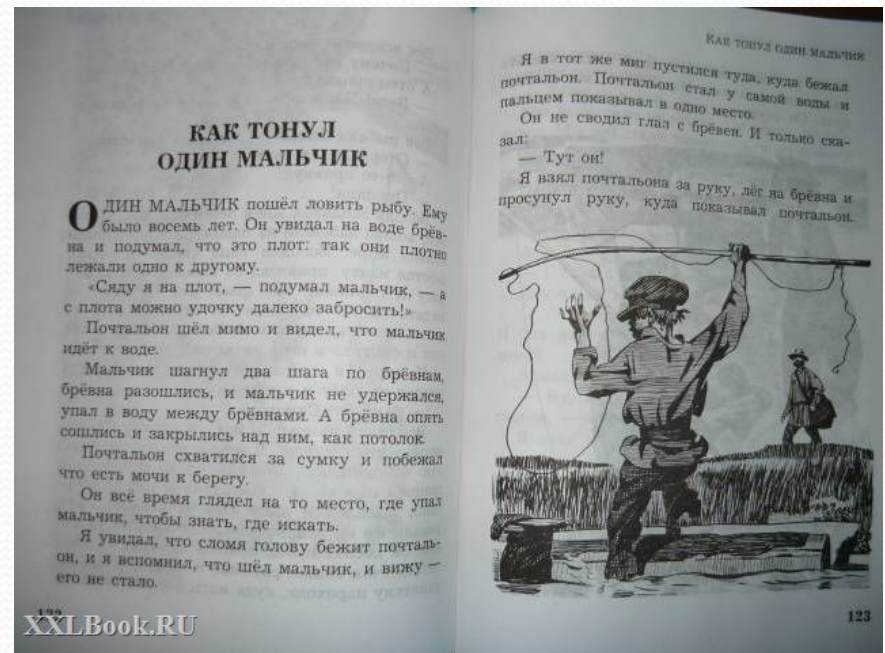 КАК ТОНУЛ
ОДИН МАЛЬЧИК
ОДИН МАЛЬЧИК пошёл ловить рыбу. Ему
было восемь лет. Он увидал на воде брёв-
на и подумал, что это плот: так они плотно
лежали одно к другому.
«Сяду я на плот, — подумал мальчик, — а
с плота можно удочку далеко забросить!»
Почтальон шёл мимо и видел, что мальчик
идёт к воде.
Мальчик шагнул два шага по брёвнам,
брёвна разошлись, и мальчик не удержался,
упал в воду между брёвнами. А брёвна опять
сошлись и закрылись над ним, как потолок.
Почтальон схватился за сумку и побежал
что есть мочи к берегу.
Он всё время глядел на то место, где упал
мальчик, чтобы знать, где искать.
Я увидал, что сломя голову бежит почталь-
он, и я вспомнил, что шёл мальчик, и вижу —
его не стало.
122
XXLBook.RU
КАК ТОНУЛ ОДИН МАЛЬЧИК
Я в тот же миг пустился туда, куда бежал
почтальон. Почтальон стал у самой воды и
пальцем показывал в одно место.
Он не сводил глаз с брёвен. И только ска-
зал:
— Тут он!
Я взял почтальона за руку, лёг на брёвна и
просунул руку, куда показывал почтальон.
123